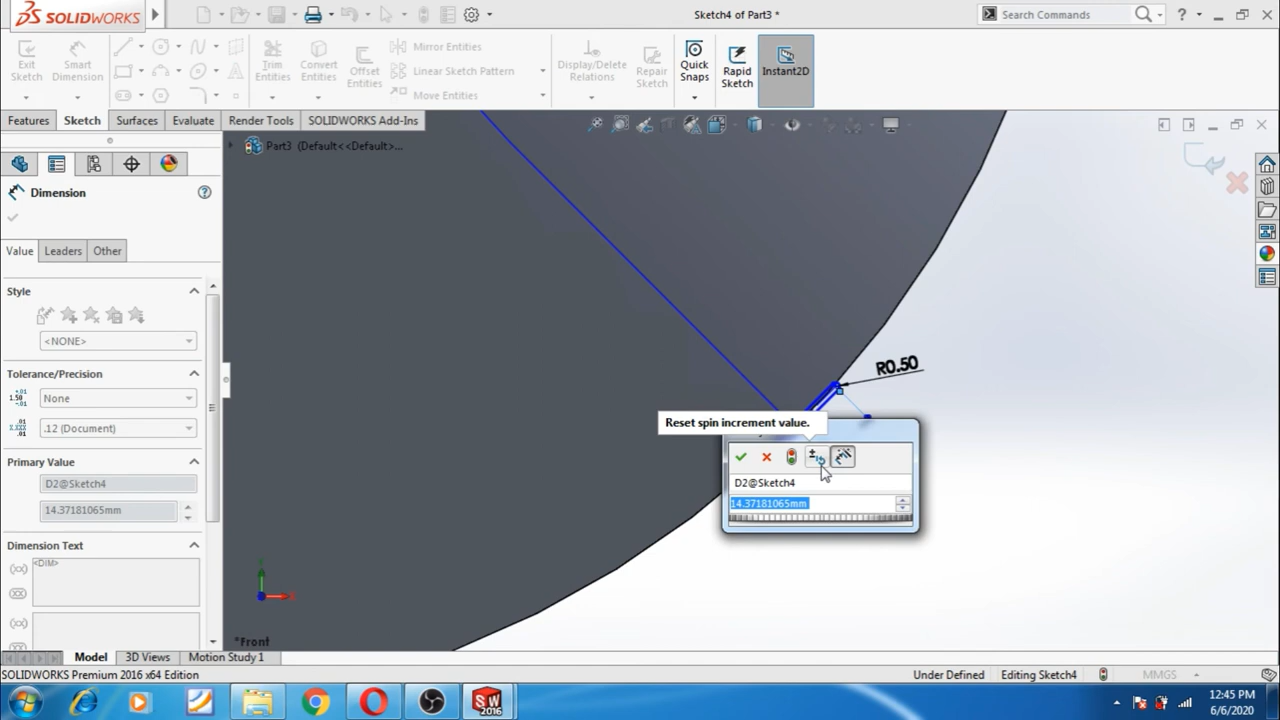 SOLIDWORKS
Sketch4 of Part3 *
Search Commands
Exit Sketch
Smart Dimension
Trim Entities
Convert Entities
Offset Entities
Mirror Entities
Linear Sketch Pattern
Move Entities
Display/Delete Relations
Repair Sketch
Quick Snaps
Rapid Sketch
Instant2D
Features
Sketch
Surfaces
Evaluate
Render Tools
SOLIDWORKS Add-Ins
Part3 (Default<<Default>...
Dimension
Value
Leaders
Other
Style
<NONE>
Tolerance/Precision
None
.12 (Document)
Primary Value
D2@Sketch4
14.37181065mm
Dimension Text
<DIM>
R0.50
Reset spin increment value.
D2@Sketch4
14.37181065mm
Y
*Front
Model
3D Views
Motion Study 1
SOLIDWORKS Premium 2016 x64 Edition
Under Defined
Editing Sketch4
MMGS
SW
2016
12:45 PM
6/6/2020